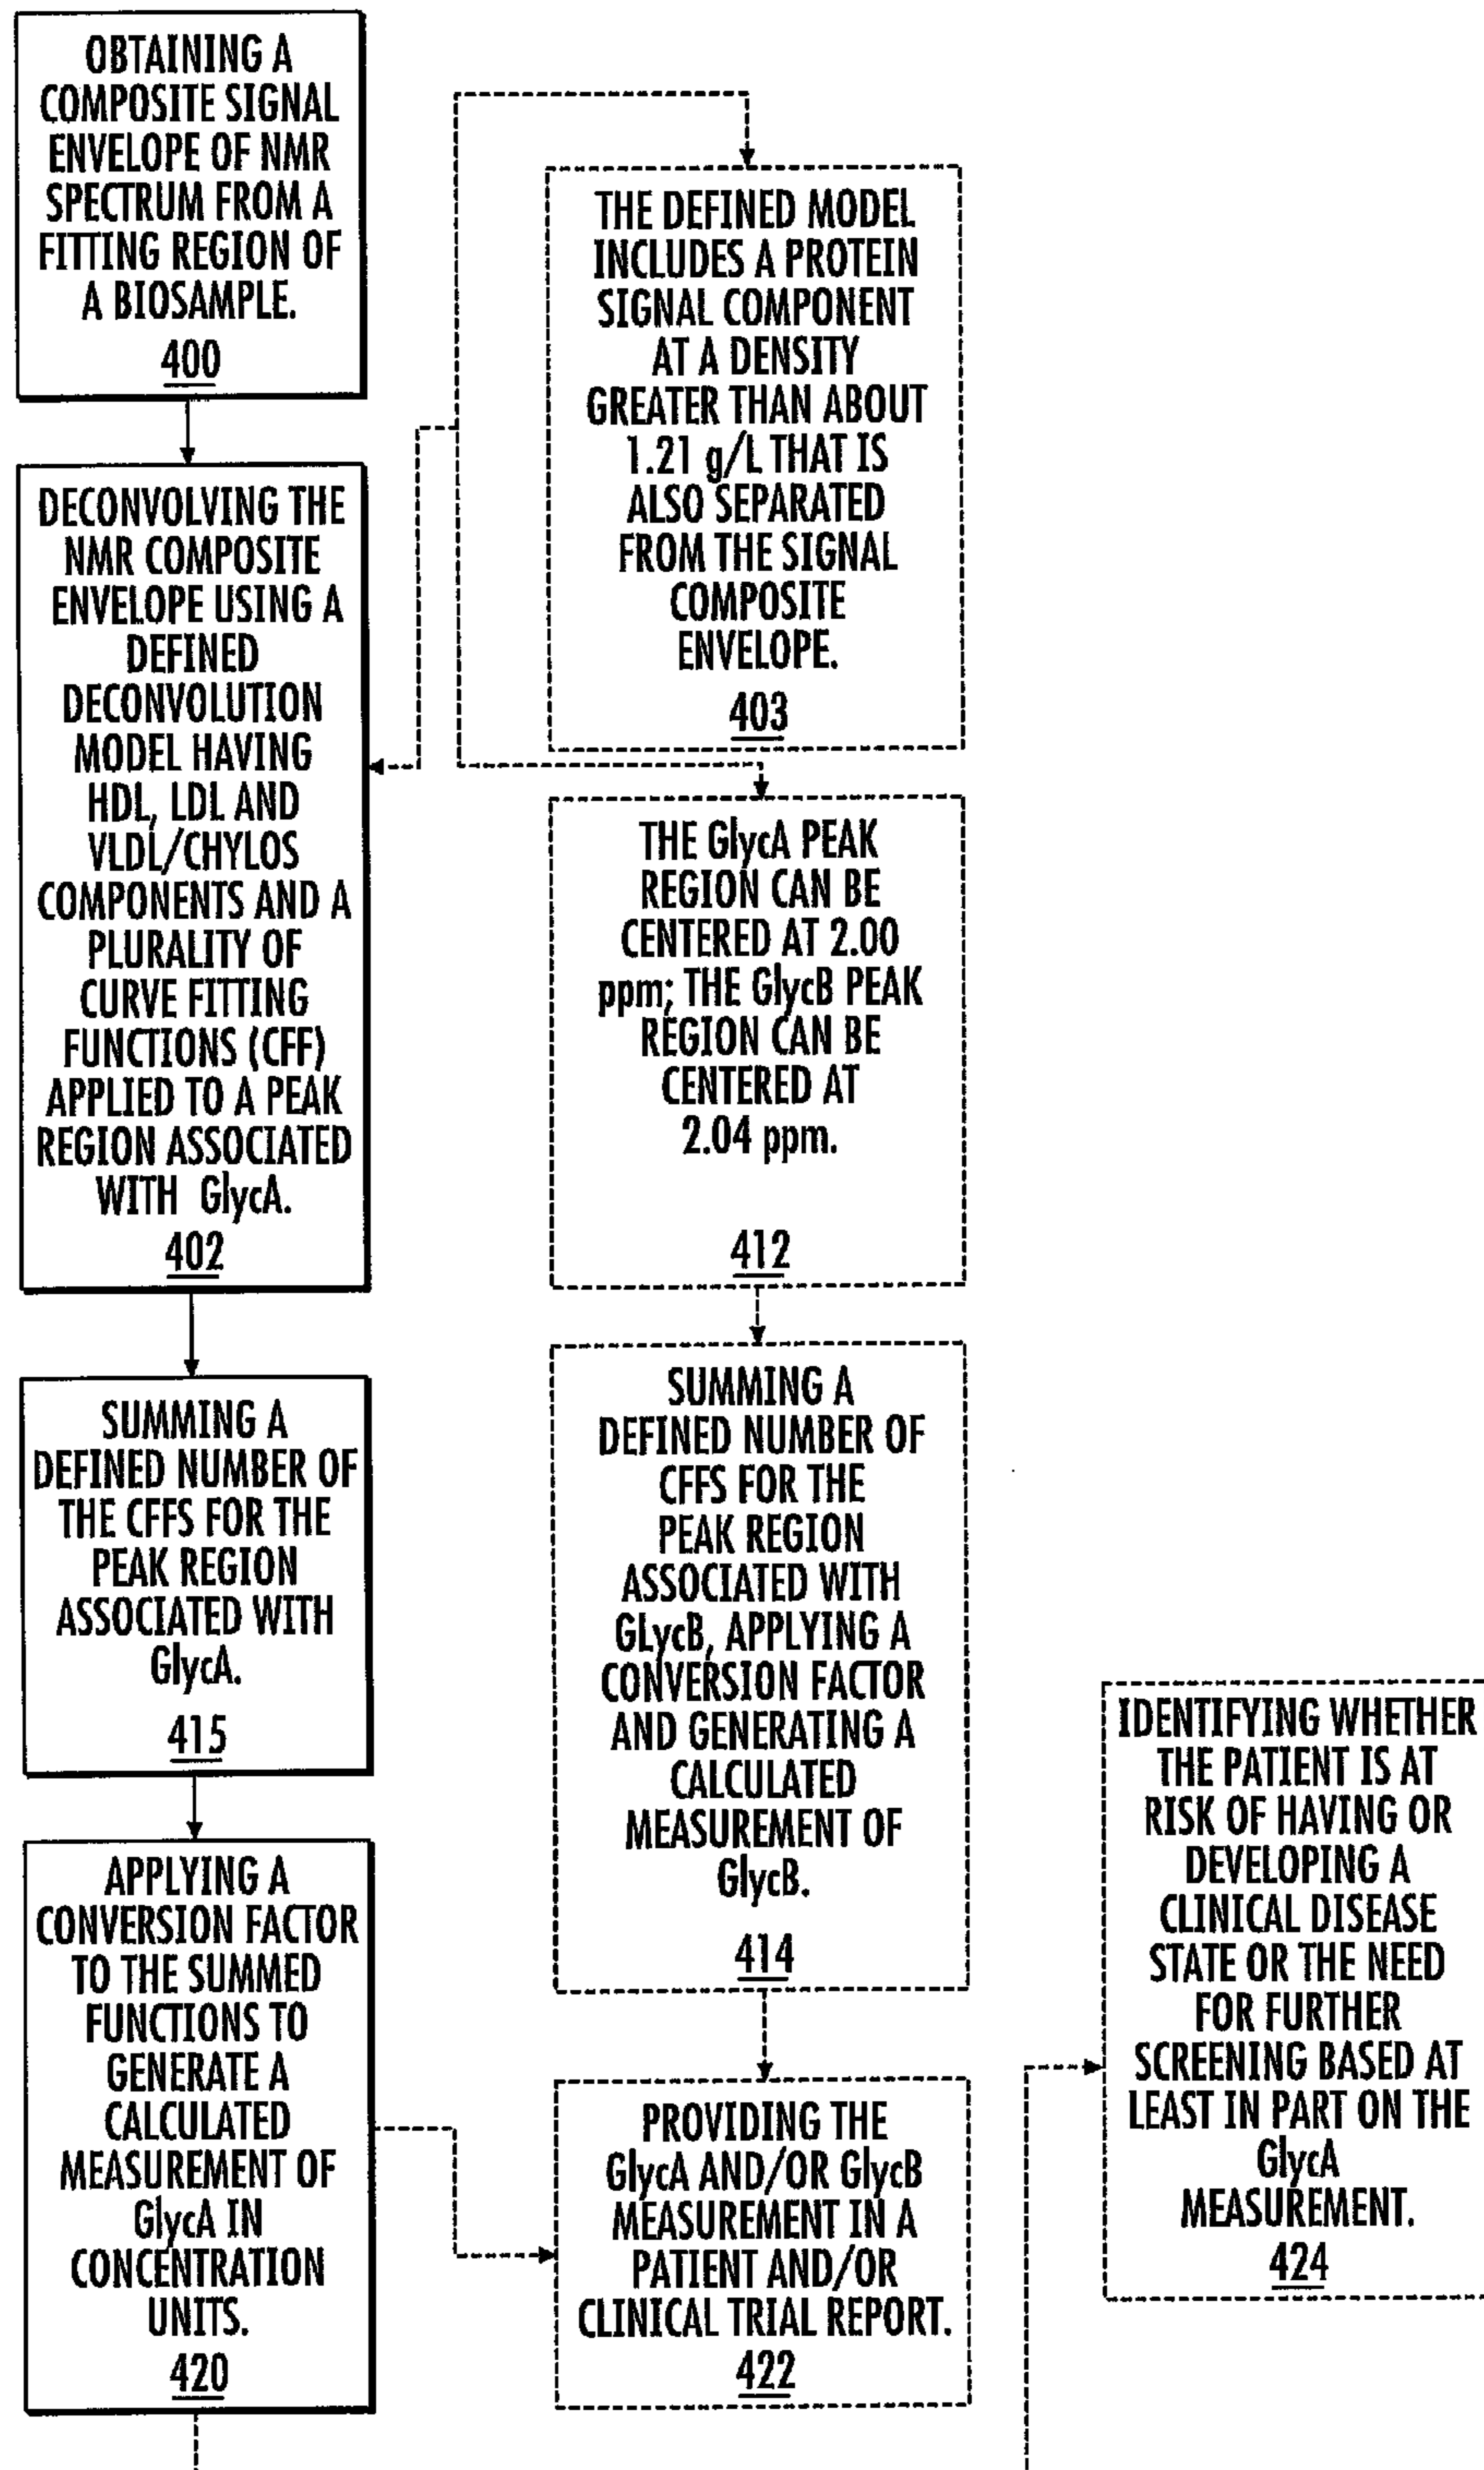 OBTAINING A
COMPOSITE SIGNAL
ENVELOPE OF NMR
SPECTRUM FROM A
FITTING REGION OF
A BIOSAMPLE.
400
DECONVOLVING THE
NMR COMPOSITE
ENVELOPE USING A
DEFINED
DECONVOLUTION
MODEL HAVING
HDL, LDL AND
VLDL/CHYLOS
COMPONENTS AND A
PLURALITY OF
CURVE FITTING
FUNCTIONS (CFF)
APPLIED TO A PEAK
REGION ASSOCIATED
WITH GlycA.
402
SUMMING A
DEFINED NUMBER OF
THE CFFS FOR THE
PEAK REGION
ASSOCIATED WITH
GlycA.
415
APPLYING A
CONVERSION FACTOR
TO THE SUMMED
FUNCTIONS TO
GENERATE A
CALCULATED
MEASUREMENT OF
GlycA IN
CONCENTRATION
UNITS.
420
THE DEFINED MODEL
INCLUDES A PROTEIN
SIGNAL COMPONENT
AT A DENSITY
GREATER THAN ABOUT
1.21 g/L THAT IS
ALSO SEPARATED
FROM THE SIGNAL
COMPOSITE
ENVELOPE.
403
THE GlycA PEAK
REGION CAN BE
CENTERED AT 2.00
ppm; THE GlycB PEAK
REGION CAN BE
CENTERED AT
2.04 ppm.
412
SUMMING A
DEFINED NUMBER OF
CFFS FOR THE
PEAK REGION
ASSOCIATED WITH
GLycB, APPLYING A
CONVERSION FACTOR
AND GENERATING A
CALCULATED
MEASUREMENT OF
GlycB.
414
PROVIDING THE
GlycA AND/OR GlycB
MEASUREMENT IN A
PATIENT AND/OR
CLINICAL TRIAL REPORT.
422
IDENTIFYING WHETHER
THE PATIENT IS AT
RISK OF HAVING OR
DEVELOPING A
CLINICAL DISEASE
STATE OR THE NEED
FOR FURTHER
SCREENING BASED AT
LEAST IN PART ON THE
GlycA
MEASUREMENT.
424